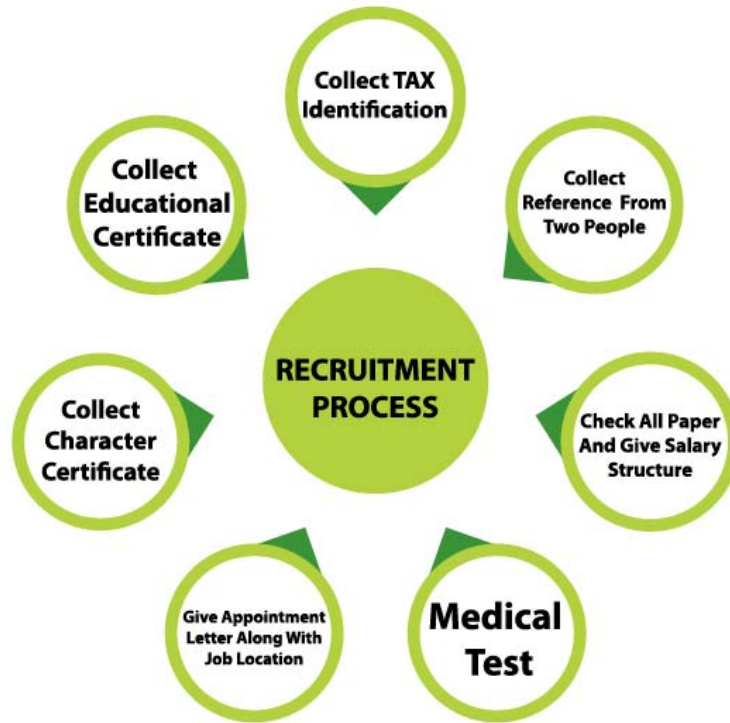 Collect TAX
Identification
Collect
Reference From
Two People
Check All Paper
And Give Salary
Structure
Medical
Test
Give Appointment
Letter Along With
Job Location
Collect
Character
Certificate
Collect
Educational
Certificate
RECRUITMENT
PROCESS